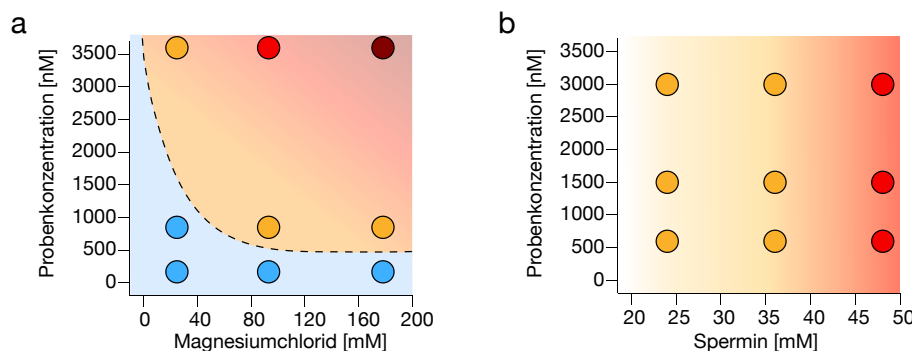 a
Probenkonzentration [nM]
3500
3000
2500
2000
1500
1000
500
0
0 40 80 120 160 200
Magnesiumchlorid [mM]
b
Probenkonzentration [nM]
3500
3000
2500
2000
1500
1000
500
0
20 25 30 35 40 45 50
Spermin [mM]